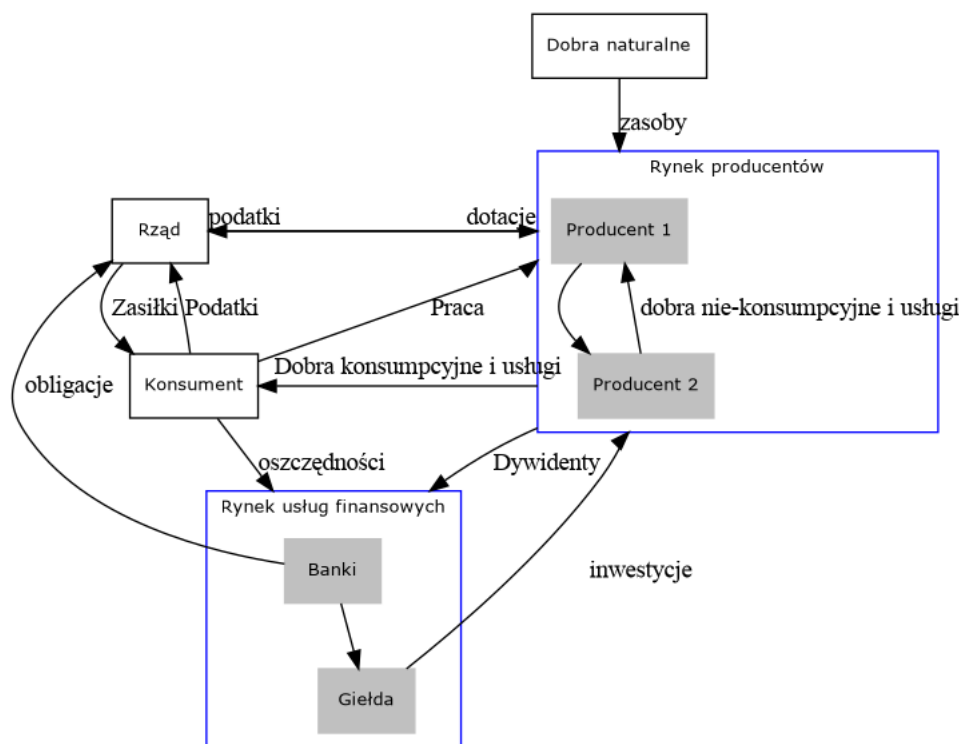 Dobra naturalne
zasoby
Rynek producentów
Rząd
podatki
dotacje
Producent 1
Zasiłki
Podatki
Praca
dobra nie-konsumpcyjne i usługi
Dobra konsumpcyjne i usługi
Konsument
Producent 2
obligacje
oszczędności
Dywidenty
Rynek usług finansowych
Banki
inwestycje
Giełda